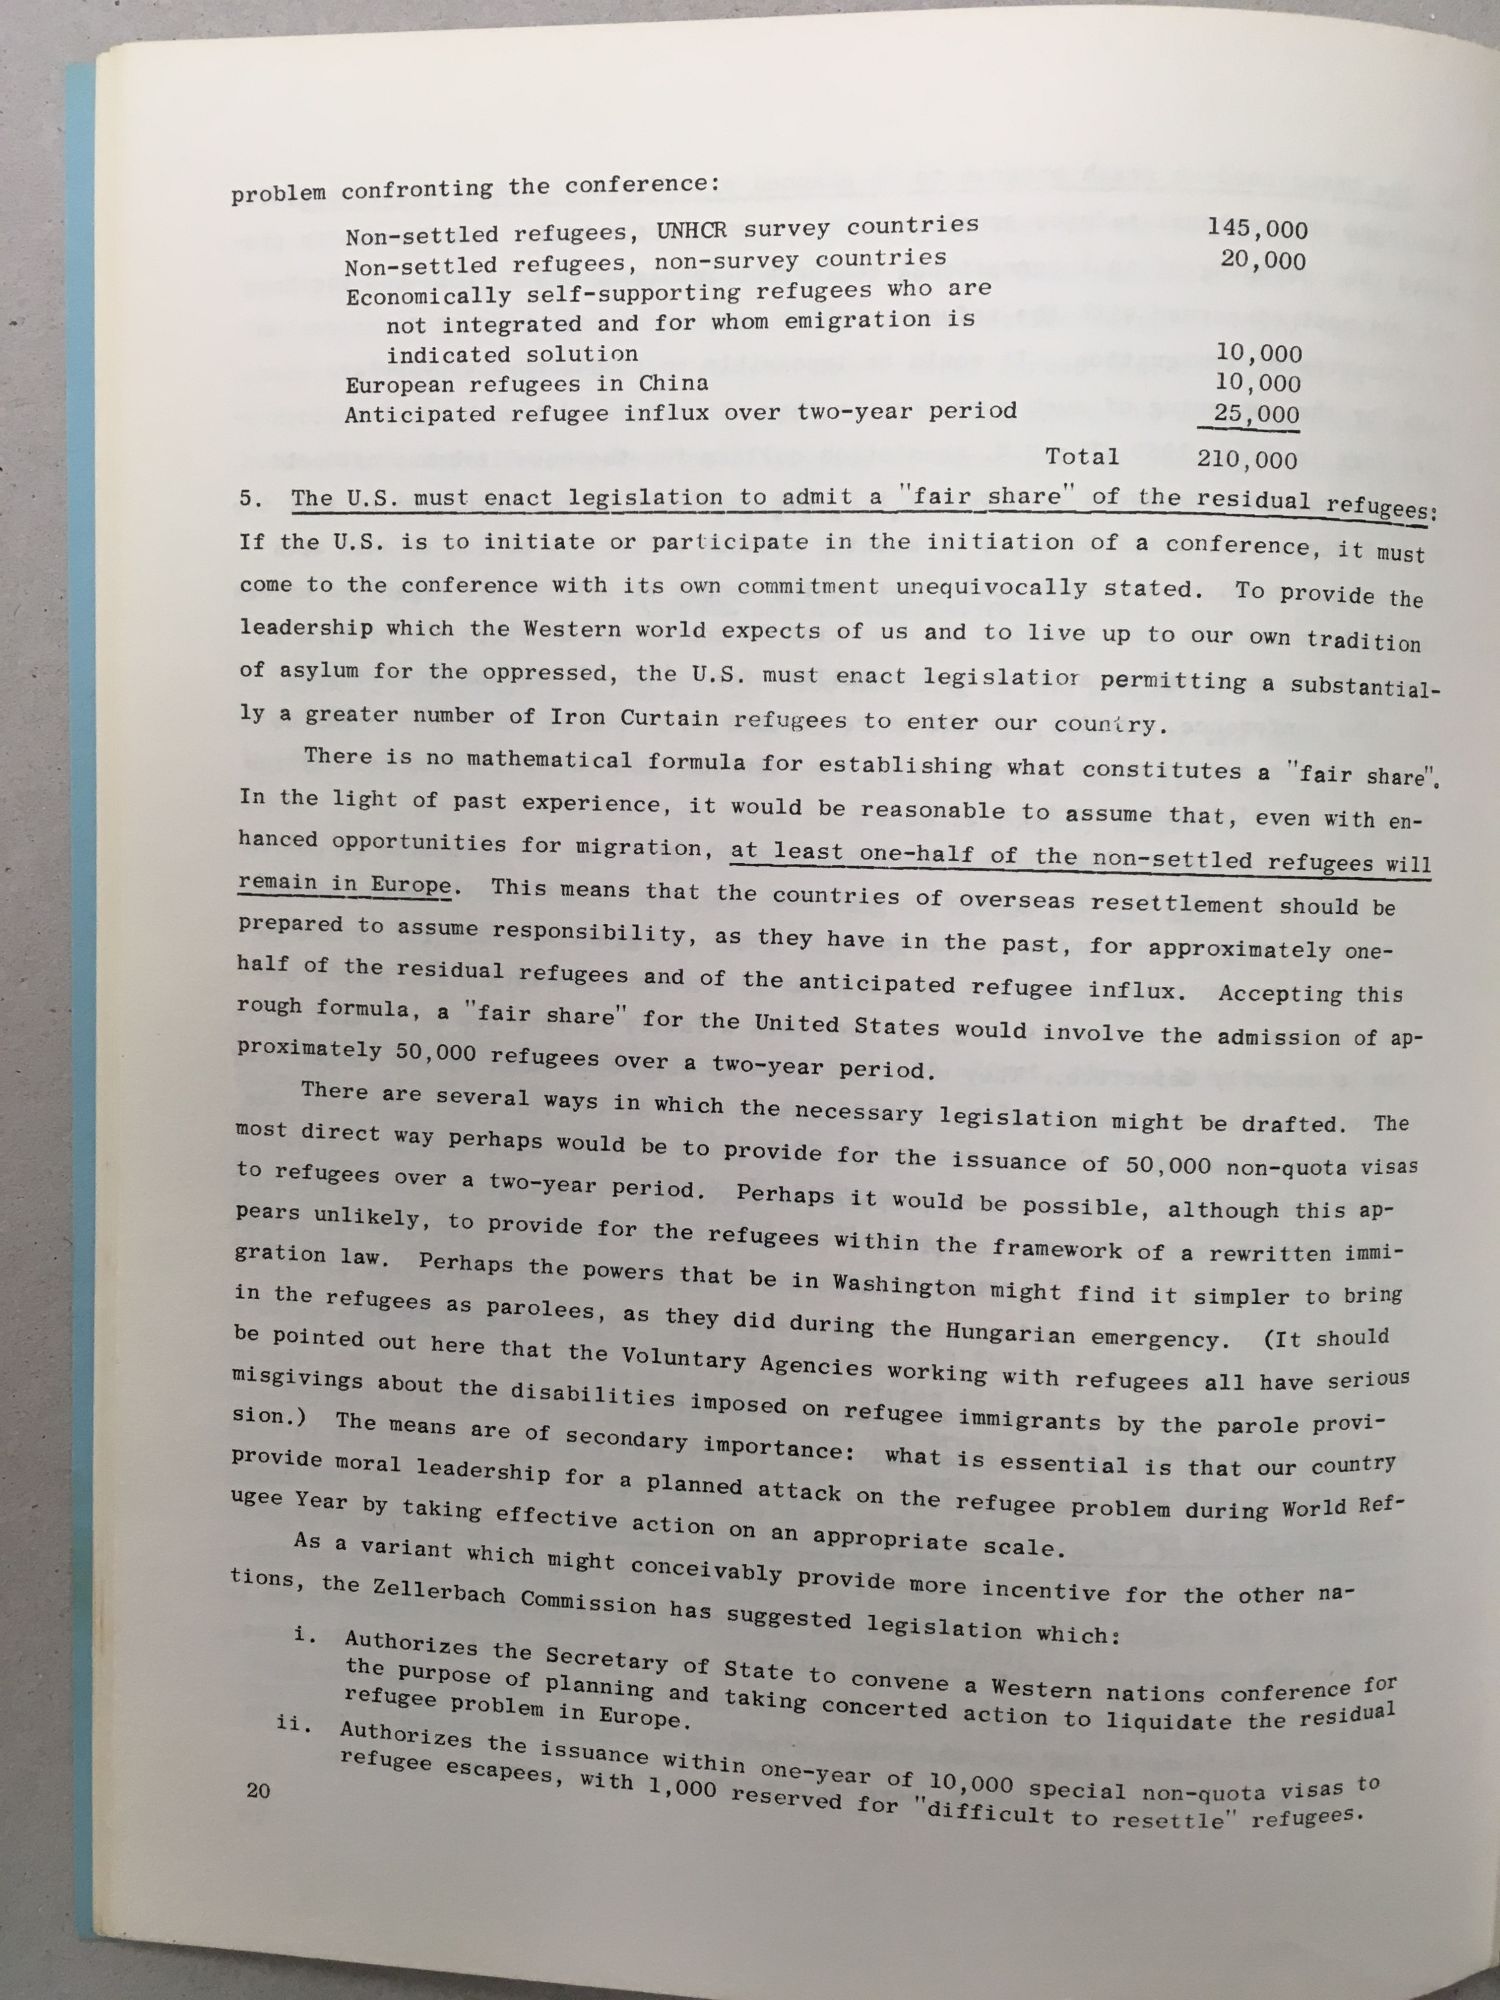 problem confronting the conference:
Non-settled refugees, UNHCR survey countries 145,000
Non-settled refugees, non-survey countries 20,000
Economically self-supporting refugees who are
not integrated and for whom emigration is
indicated solution 10,000
European refugees in China 10,000
Anticipated refugee influx over two-year period 25,000
Total 210,000
5. The U.S. must enact legislation to admit a "fair share" of the residual refugees:
If the U.S. is to initiate or participate in the initiation of a conference, it must
come to the conference with its own commitment unequivocally stated. To provide the
leadership which the Western world expects of us and to live up to our own tradition
of asylum for the oppressed, the U.S. must enact legislation permitting a substantial-
ly a greater number of Iron Curtain refugees to enter our country.
There is no mathematical formula for establishing what constitutes a "fair share".
In the light of past experience, it would be reasonable to assume that, even with en-
hanced opportunities for migration, at least one-half of the non-settled refugees will
remain in Europe. This means that the countries of overseas resettlement should be
prepared to assume responsibility, as they have in the past, for approximately one-
half of the residual refugees and of the anticipated refugee influx. Accepting this
rough formula, a "fair share" for the United States would involve the admission of ap-
proximately 50,000 refugees over a two-year period.
There are several ways in which the necessary legislation might be drafted. The
most direct way perhaps would be to provide for the issuance of 50,000 non-quota visas
to refugees over a two-year period. Perhaps it would be possible, although this ap-
pears unlikely, to provide for the refugees within the framework of a rewritten immi-
gration law. Perhaps the powers that be in Washington might find it simpler to bring
in the refugees as parolees, as they did during the Hungarian emergency. (It should
be pointed out here that the Voluntary Agencies working with refugees all have serious
misgivings about the disabilities imposed on refugee immigrants by the parole provi-
sion.) The means are of secondary importance: what is essential is that our country
provide moral leadership for a planned attack on the refugee problem during World Ref-
ugee Year by taking effective action on an appropriate scale.
As a variant which might conceivably provide more incentive for the other na-
tions, the Zellerbach Commission has suggested legislation which:
i. Authorizes the Secretary of State to convene a Western nations conference for
the purpose of planning and taking concerted action to liquidate the residual
refugee problem in Europe.
ii. Authorizes the issuance within one-year of 10,000 special non-quota visas to
refugee escapees, with 1,000 reserved for "difficult to resettle" refugees.
20